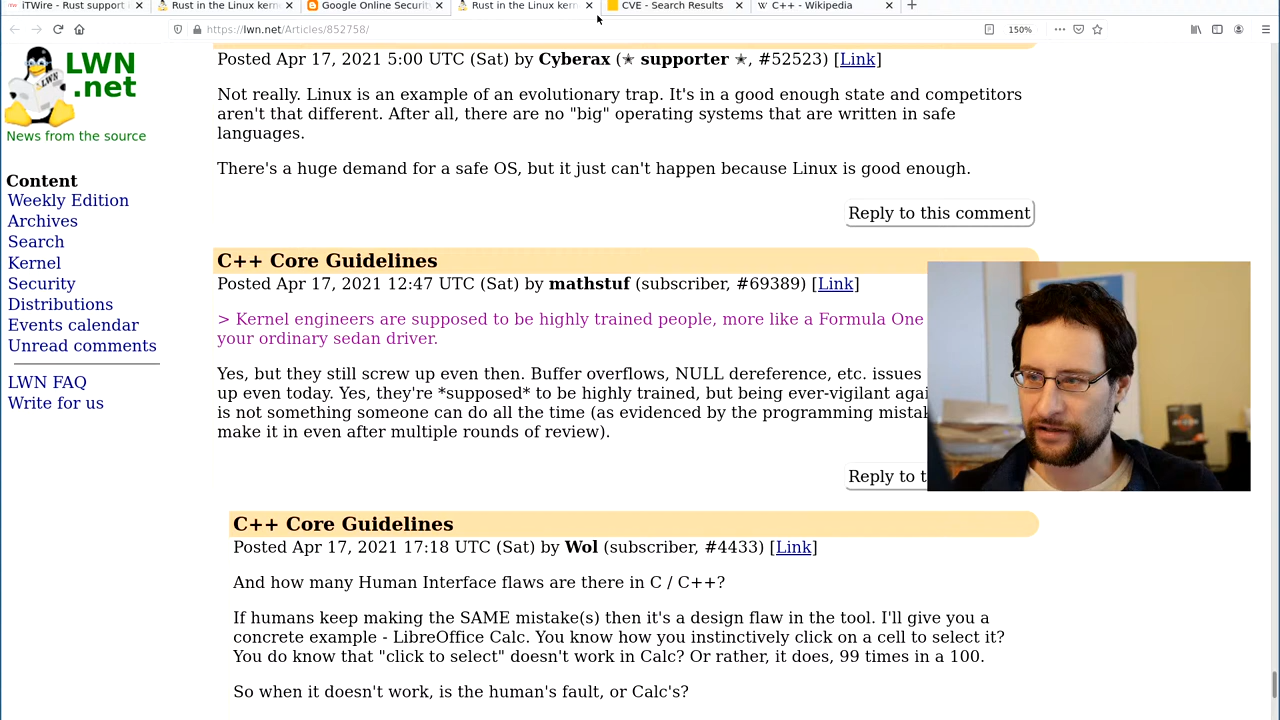 iTWire - Rust support i
Rust in the Linux kern
Google Online Securit
Rust in the Linux kern
CVE - Search Results
C++ - Wikipedia
https://lwn.net/Articles/852758/
150%
LWN
.net
News from the source
Content
Weekly Edition
Archives
Search
Kernel
Security
Distributions
Events calendar
Unread comments
LWN FAQ
Write for us
Posted Apr 17, 2021 5:00 UTC (Sat) by Cyberax (★ supporter ★, #52523) [Link]
Not really. Linux is an example of an evolutionary trap. It's in a good enough state and competitors
aren't that different. After all, there are no "big" operating systems that are written in safe
languages.
There's a huge demand for a safe OS, but it just can't happen because Linux is good enough.
Reply to this comment
C++ Core Guidelines
Posted Apr 17, 2021 12:47 UTC (Sat) by mathstuf (subscriber, #69389) [Link]
> Kernel engineers are supposed to be highly trained people, more like a Formula One
your ordinary sedan driver.
Yes, but they still screw up even then. Buffer overflows, NULL dereference, etc. issues
up even today. Yes, they're *supposed* to be highly trained, but being ever-vigilant agai
is not something someone can do all the time (as evidenced by the programming mistak
make it in even after multiple rounds of review).
Reply to t
C++ Core Guidelines
Posted Apr 17, 2021 17:18 UTC (Sat) by Wol (subscriber, #4433) [Link]
And how many Human Interface flaws are there in C / C++?
If humans keep making the SAME mistake(s) then it's a design flaw in the tool. I'll give you a
concrete example - LibreOffice Calc. You know how you instinctively click on a cell to select it?
You do know that "click to select" doesn't work in Calc? Or rather, it does, 99 times in a 100.
So when it doesn't work, is the human's fault, or Calc's?